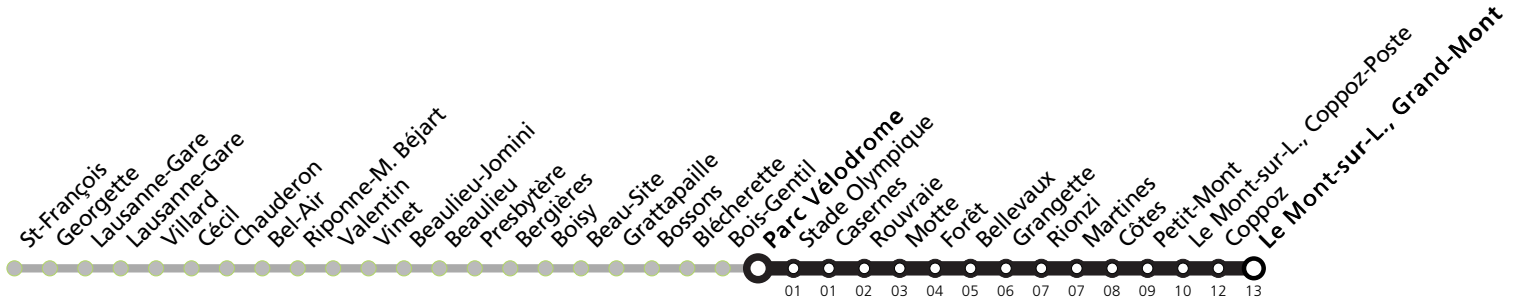 St-François
Georgette
Lausanne-Gare
Lausanne-Gare
Villard
Cécil
Chauderon
Bel-Air
Riponne-M. Béjart
Valentin
Vinet
Beaulieu-Jomini
Beaulieu
Presbytère
Bergières
Boisy
Beau-Site
Grattapaille
Bossons
Blécherette
Bois-Gentil
Parc Vélodrome
Stade Olympique
Casernes
Rouvraie
Motte
Forêt
Bellevaux
Grangette
Rionzi
Martines
Côtes
Petit-Mont
Le Mont-sur-L., Coppoz-Poste
Coppoz
Le Mont-sur-L., Grand-Mont
01 01 02 03 04 05 06 07 07 08 09 10 12 13